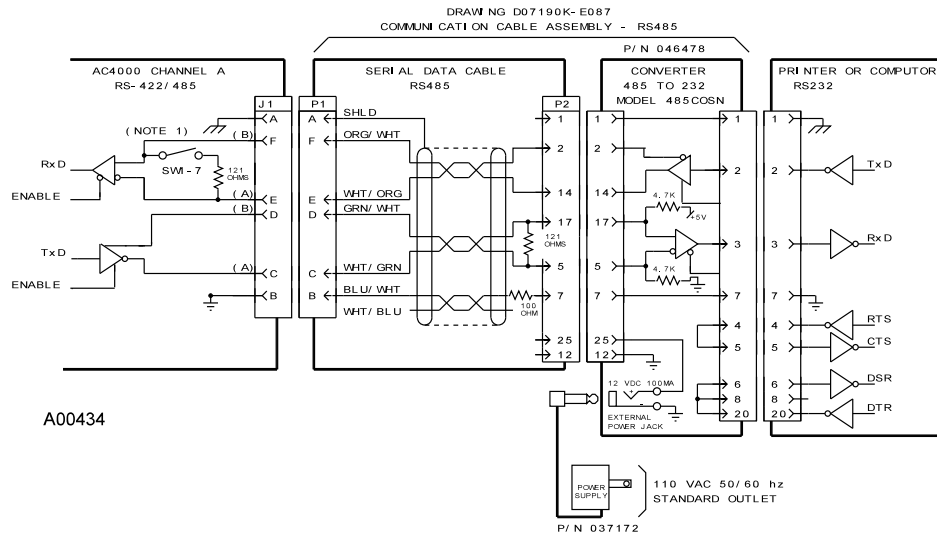 DRAWING D07190K-E087
COMMUNICATION CABLE ASSEMBLY - RS485
P/N 046478
AC4000 CHANNEL A
RS-422/485
SERIAL DATA CABLE
RS485
CONVERTER
485 TO 232
MODEL 485COSN
PRINTER OR COMPUTOR
RS232
J1
P1
P2
A
A
SHLD
1
1
1
1
(NOTE 1)
(B)
F
F
ORG/WHT
2
2
RxD
SW1-7
121
OHMS
2
2
TxD
ENABLE
(A)
E
E
WHT/ORG
14
14
4.7K
+5V
(B)
D
D
GRN/WHT
17
17
121
OHMS
TxD
3
3
RxD
(A)
C
C
WHT/GRN
5
5
4.7K
ENABLE
B
B
BLU/WHT
7
7
7
7
100
OHM
WHT/BLU
4
4
RTS
25
25
5
5
CTS
12
12
12 VDC 100MA
+
-
EXTERNAL
POWER JACK
6
6
DSR
8
8
20
20
DTR
A00434
POWER
SUPPLY
110 VAC 50/60 hz
STANDARD OUTLET
P/N 037172